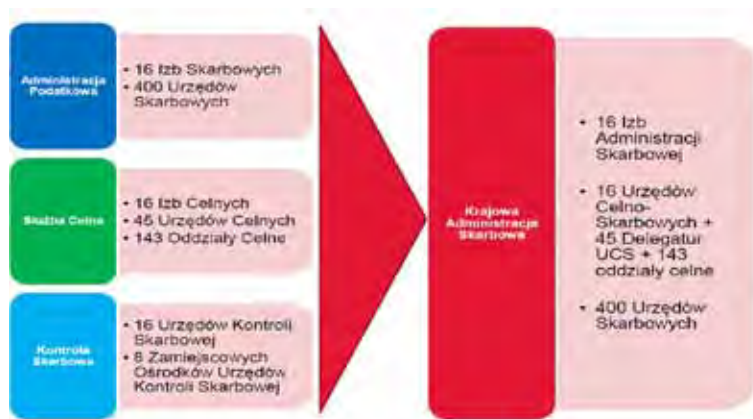 Administracja
Podatkowa
• 16 Izb Skarbowych
• 400 Urzędów
Skarbowych
Służba Celna
• 16 Izb Celnych
• 45 Urzędów Celnych
• 143 Oddziały Celne
Kontrola
Skarbowa
• 16 Urzędów Kontroli
Skarbowej
• 8 Zamiejscowych
Ośrodków Urzędów
Kontroli Skarbowej
Krajowa
Administracja
Skarbowa
• 16 Izb
Administracji
Skarbowej
• 16 Urzędów
Celno-
Skarbowych +
45 Delegatur
UCS + 143
oddziały celne
• 400 Urzędów
Skarbowych